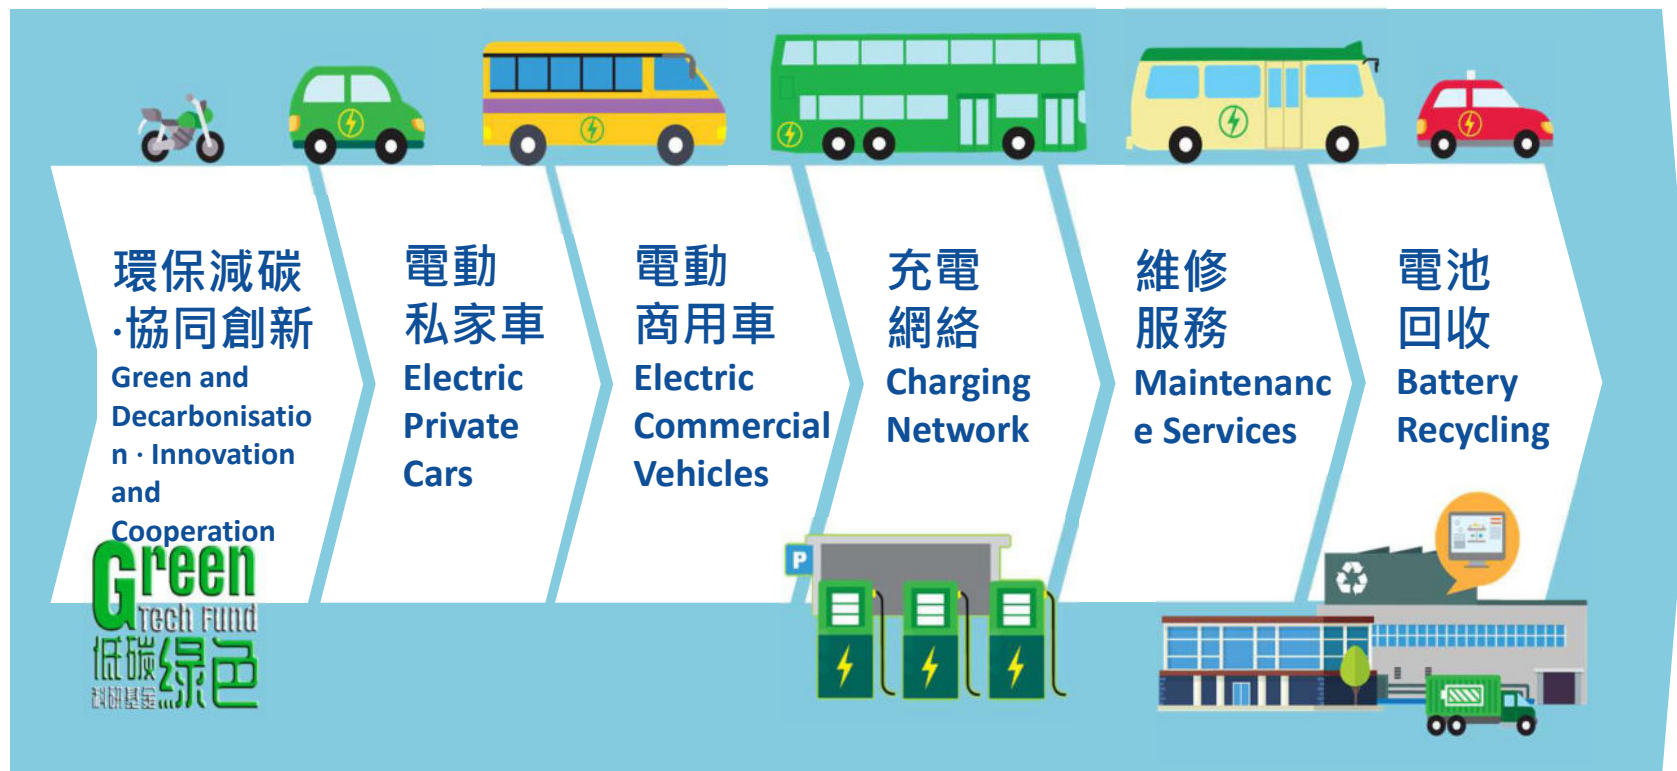 環保減碳
·協同創新
Green and
Decarbonisatio
n · Innovation
and
Cooperation
電動
私家車
Electric
Private
Cars
電動
商用車
Electric
Commercial
Vehicles
充電
網絡
Charging
Network
維修
服務
Maintenanc
e Services
電池
回收
Battery
Recycling
Green
Tech Fund
低碳綠色
科研基金
P